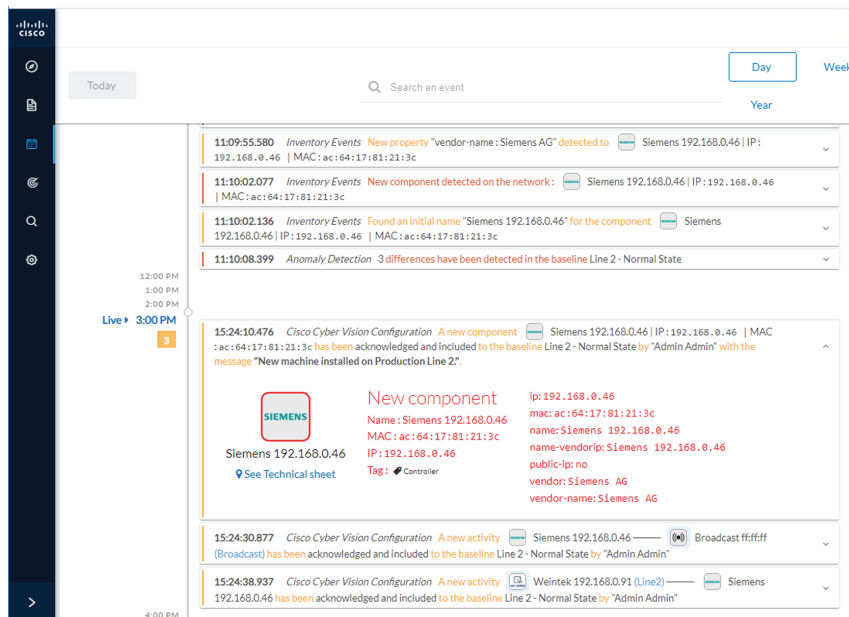 CISCO
Today
Search an event
Day
Week
Year
11:09:55.580 Inventory Events New property "vendor-name : Siemens AG" detected to SIEMENS Siemens 192.168.0.46 | IP :
192.168.0.46 | MAC : ac:64:17:81:21:3c
11:10:02.077 Inventory Events New component detected on the network : SIEMENS Siemens 192.168.0.46 | IP : 192.168.0.46
| MAC : ac:64:17:81:21:3c
11:10:02.136 Inventory Events Found an initial name "Siemens 192.168.0.46" for the component SIEMENS Siemens
192.168.0.46 | IP : 192.168.0.46 | MAC : ac:64:17:81:21:3c
11:10:08.399 Anomaly Detection 3 differences have been detected in the baseline Line 2 - Normal State
12:00 PM
1:00 PM
2:00 PM
Live 3:00 PM
3
15:24:10.476 Cisco Cyber Vision Configuration A new component SIEMENS Siemens 192.168.0.46 | IP : 192.168.0.46 | MAC
: ac:64:17:81:21:3c has been acknowledged and included to the baseline Line 2 - Normal State by "Admin Admin" with the
message "New machine installed on Production Line 2.".
SIEMENS
Siemens 192.168.0.46
See Technical sheet
New component
Name : Siemens 192.168.0.46
MAC : ac:64:17:81:21:3c
IP : 192.168.0.46
Tag : Controller
ip: 192.168.0.46
mac: ac:64:17:81:21:3c
name: Siemens 192.168.0.46
name-vendorip: Siemens 192.168.0.46
public-ip: no
vendor: Siemens AG
vendor-name: Siemens AG
15:24:30.877 Cisco Cyber Vision Configuration A new activity SIEMENS Siemens 192.168.0.46 Broadcast ff:ff:ff
(Broadcast) has been acknowledged and included to the baseline Line 2 - Normal State by "Admin Admin"
15:24:38.937 Cisco Cyber Vision Configuration A new activity Weintek 192.168.0.91 (Line2) SIEMENS Siemens
192.168.0.46 has been acknowledged and included to the baseline Line 2 - Normal State by "Admin Admin"
4:00 PM